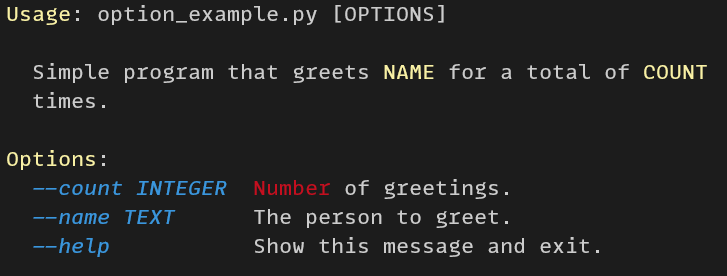 Usage: option_example.py [OPTIONS]
Simple program that greets NAME for a total of COUNT
times.
Options:
--count INTEGER  Number of greetings.
--name TEXT      The person to greet.
--help           Show this message and exit.